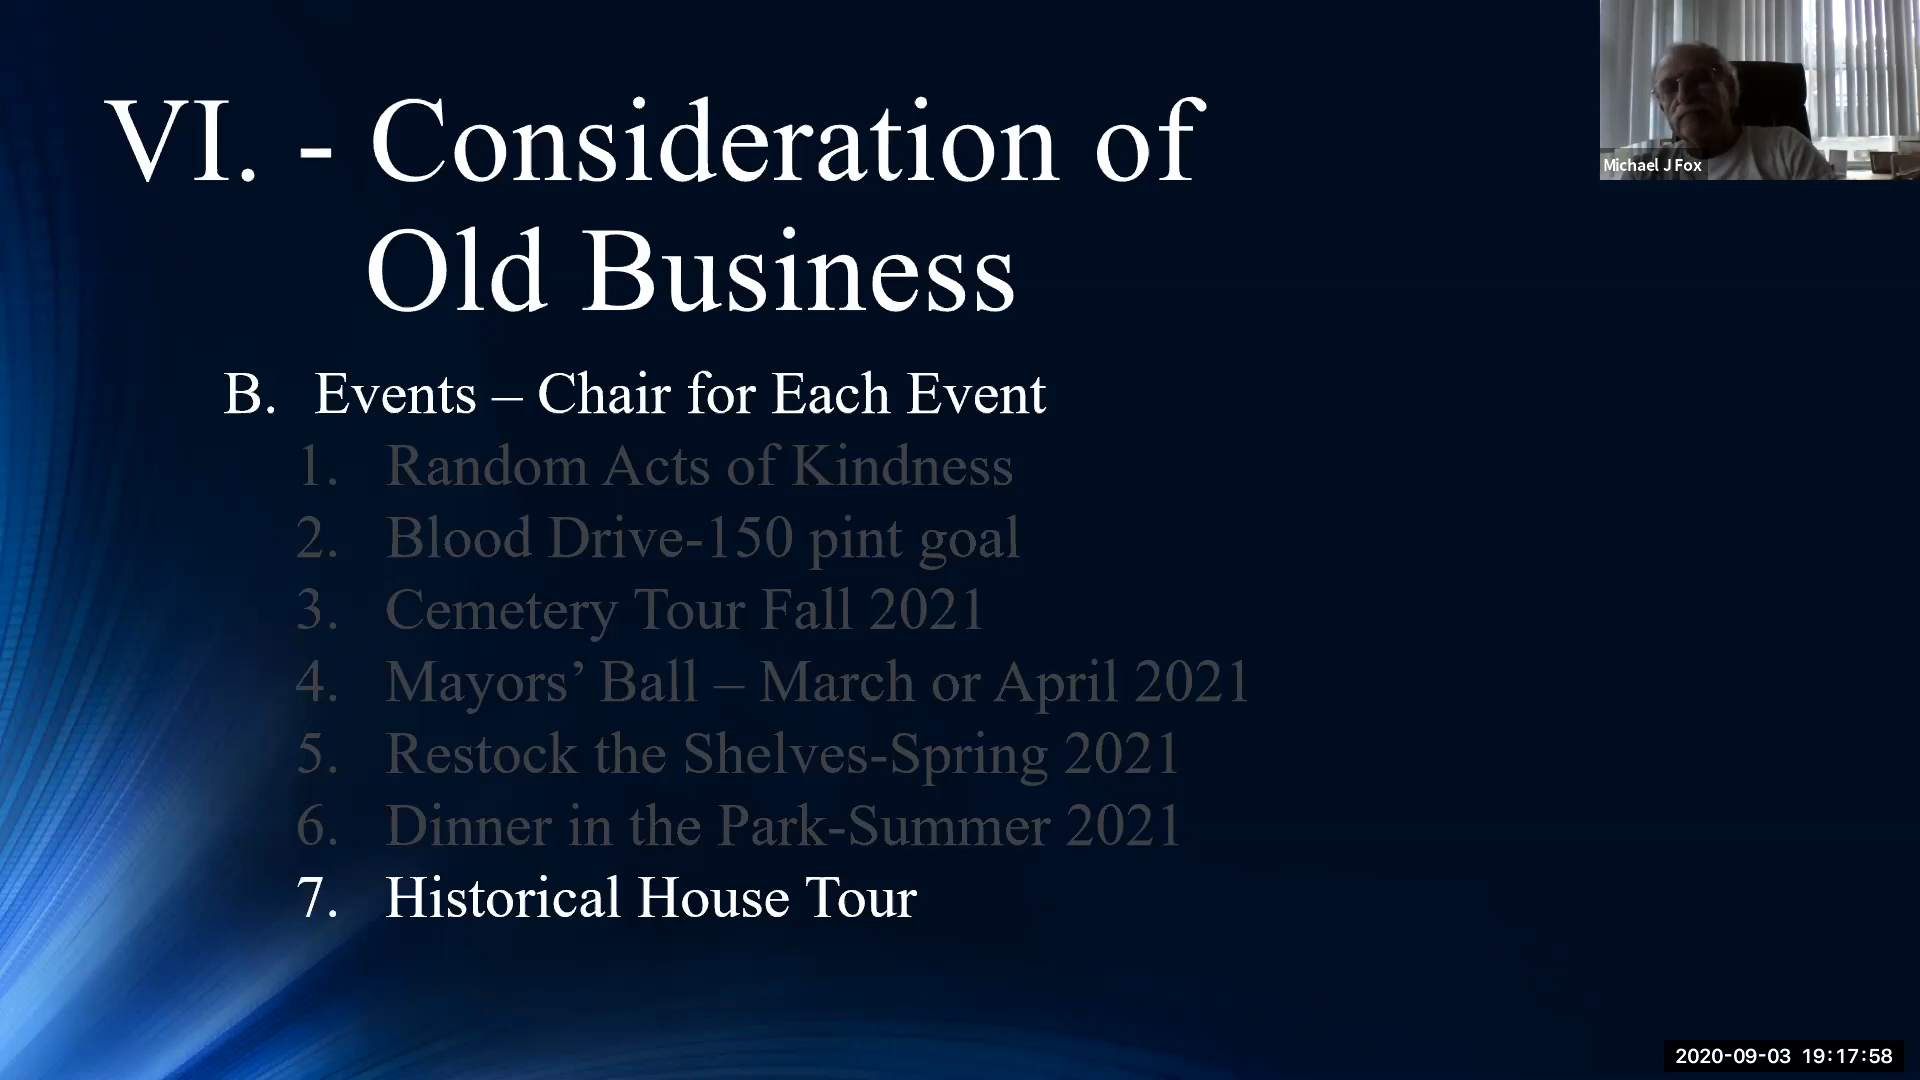 VI. - Consideration of
Old Business
Michael J Fox
B. Events – Chair for Each Event
1. Random Acts of Kindness
2. Blood Drive-150 pint goal
3. Cemetery Tour Fall 2021
4. Mayors’ Ball – March or April 2021
5. Restock the Shelves-Spring 2021
6. Dinner in the Park-Summer 2021
7. Historical House Tour
2020-09-03 19:17:58